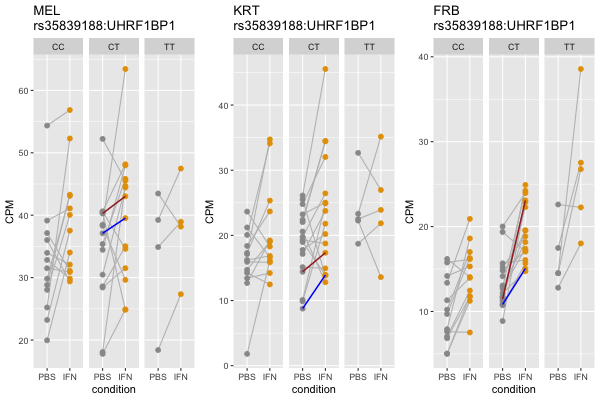 MEL
rs35839188:UHRF1BP1
CC CT TT
CPM
60
50
40
30
20
PBS IFN PBS IFN PBS IFN
condition
KRT
rs35839188:UHRF1BP1
CC CT TT
CPM
40
30
20
10
0
PBS IFN PBS IFN PBS IFN
condition
FRB
rs35839188:UHRF1BP1
CC CT TT
CPM
40
30
20
10
PBS IFN PBS IFN PBS IFN
condition